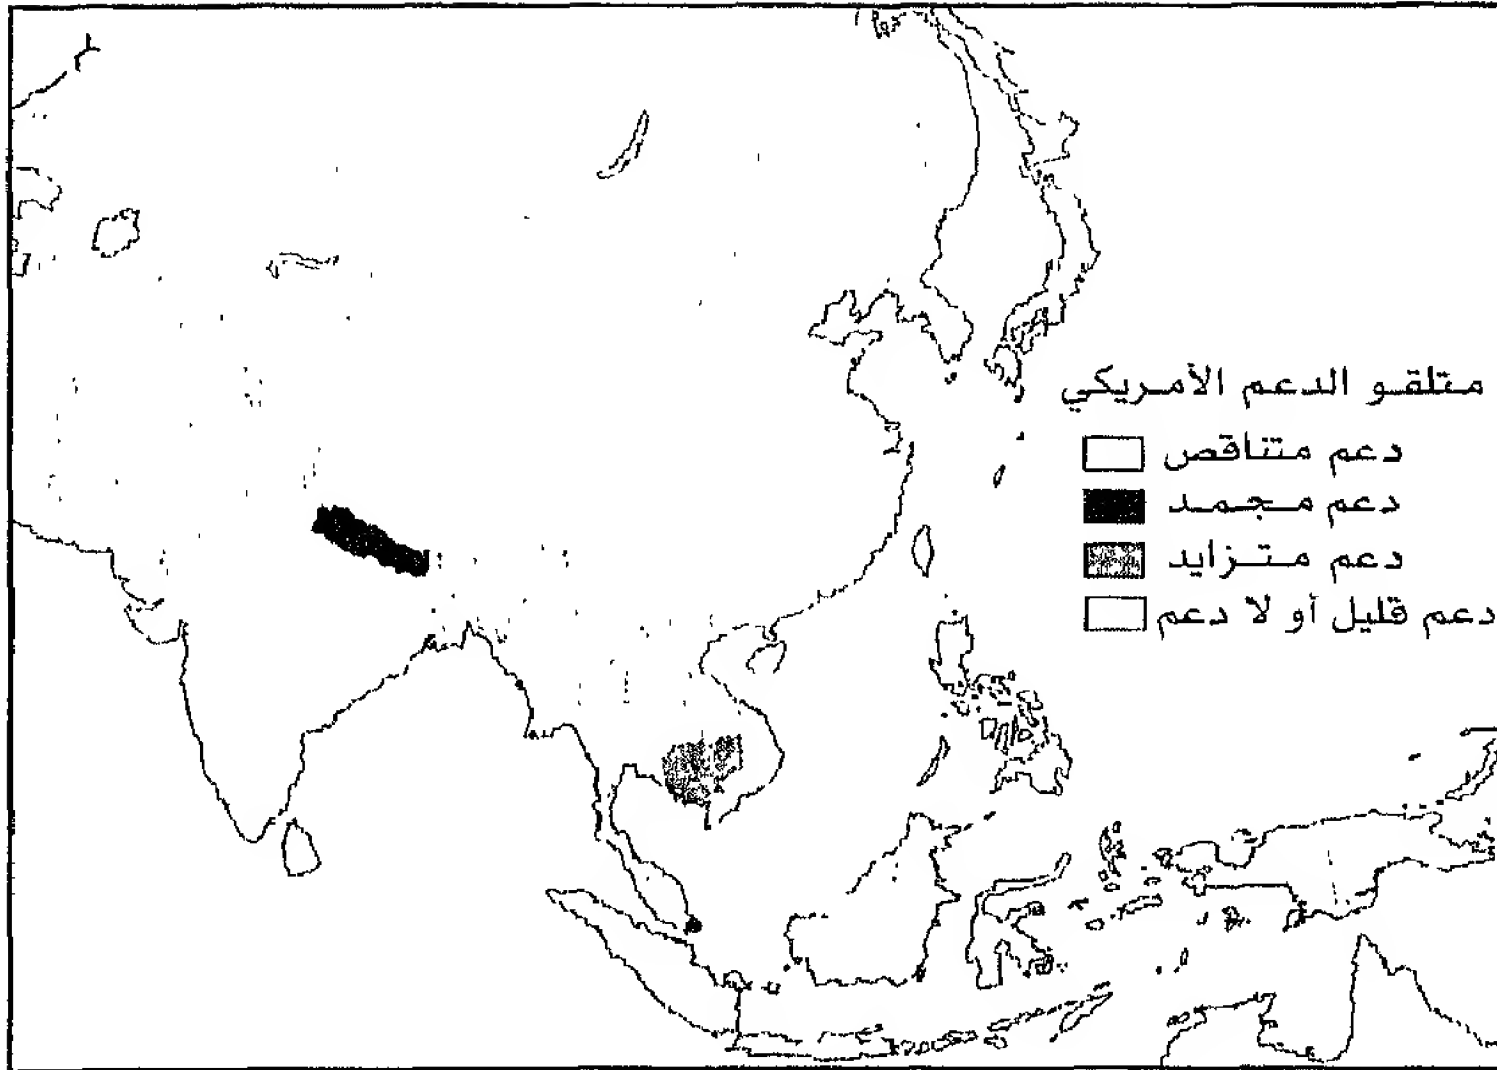 متلقو الدعم الأمريكي
دعم متناقص
دعم مجمد
دعم متزايد
دعم قليل أو لا دعم